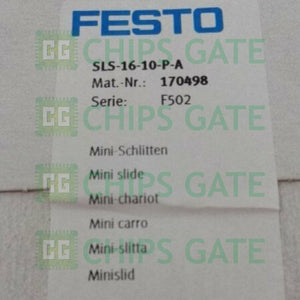 FESTO
SLS-16-10-P-A
Mat.-Nr.: 170498
Serie: F502
Mini-Schlitten
Mini slide
Mini-chariot
Mini carro
Mini-slitta
Minislid
CHIPS GATE
CHIPS GATE
CHIPS GATE
CHIPS GATE